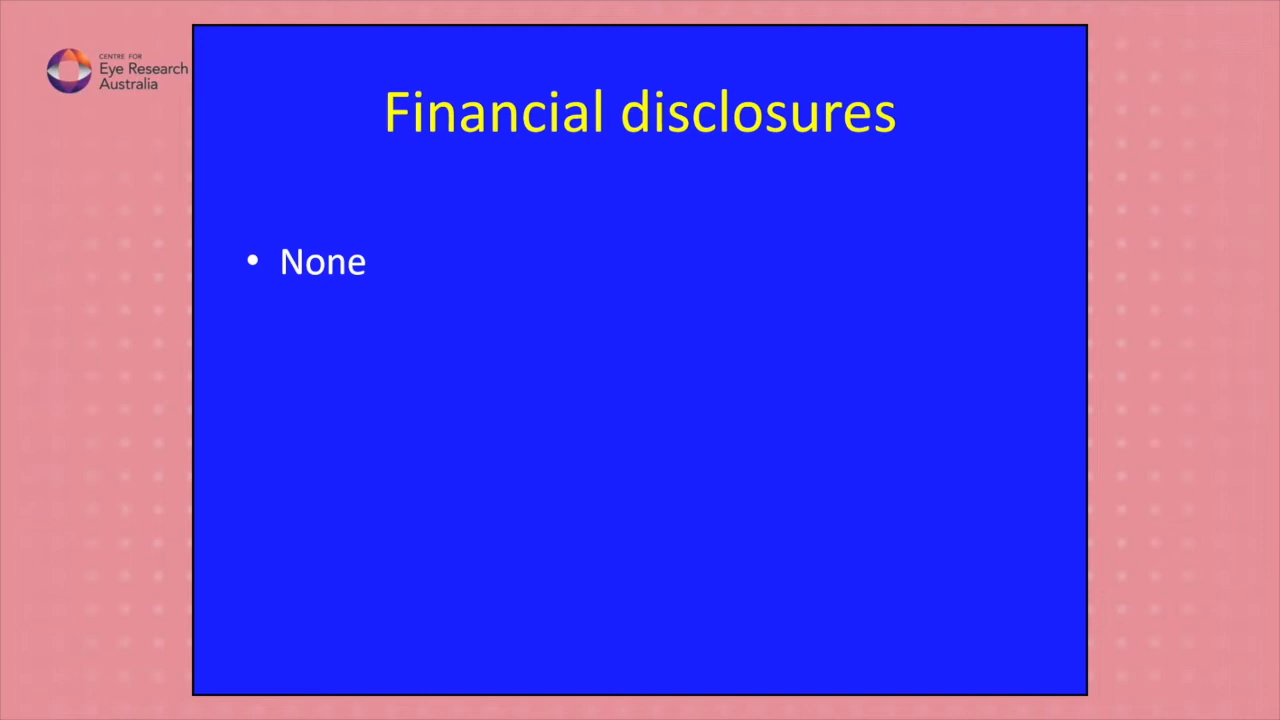 CENTRE FOR
Eye Research
Australia
Financial disclosures
• None